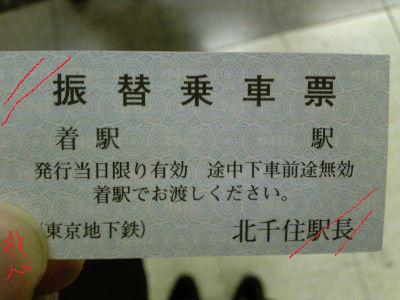 振替乗車票
着駅 駅
発行当日限り有効 途中下車前途無効
着駅でお渡しください。
(東京地下鉄) 北千住駅長